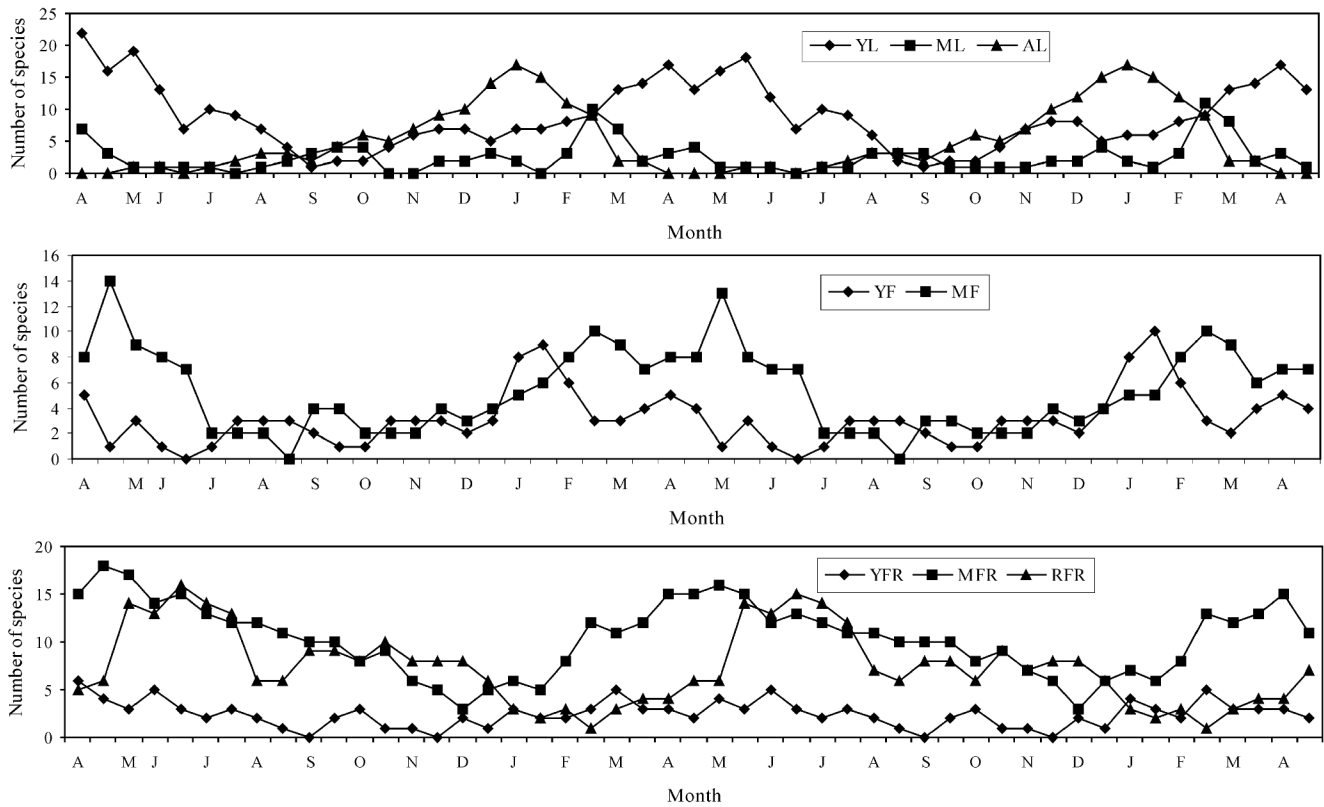 25
20
15
10
5
0
Number of species
YL ML AL
A M J J A S O N D J F M A M J J A S O N D J F M A
Month
16
14
12
10
8
6
4
2
0
Number of species
YF MF
A M J J A S O N D J F M A M J J A S O N D J F M A
Month
20
15
10
5
0
Number of species
YFR MFR RFR
A M J J A S O N D J F M A M J J A S O N D J F M A
Month